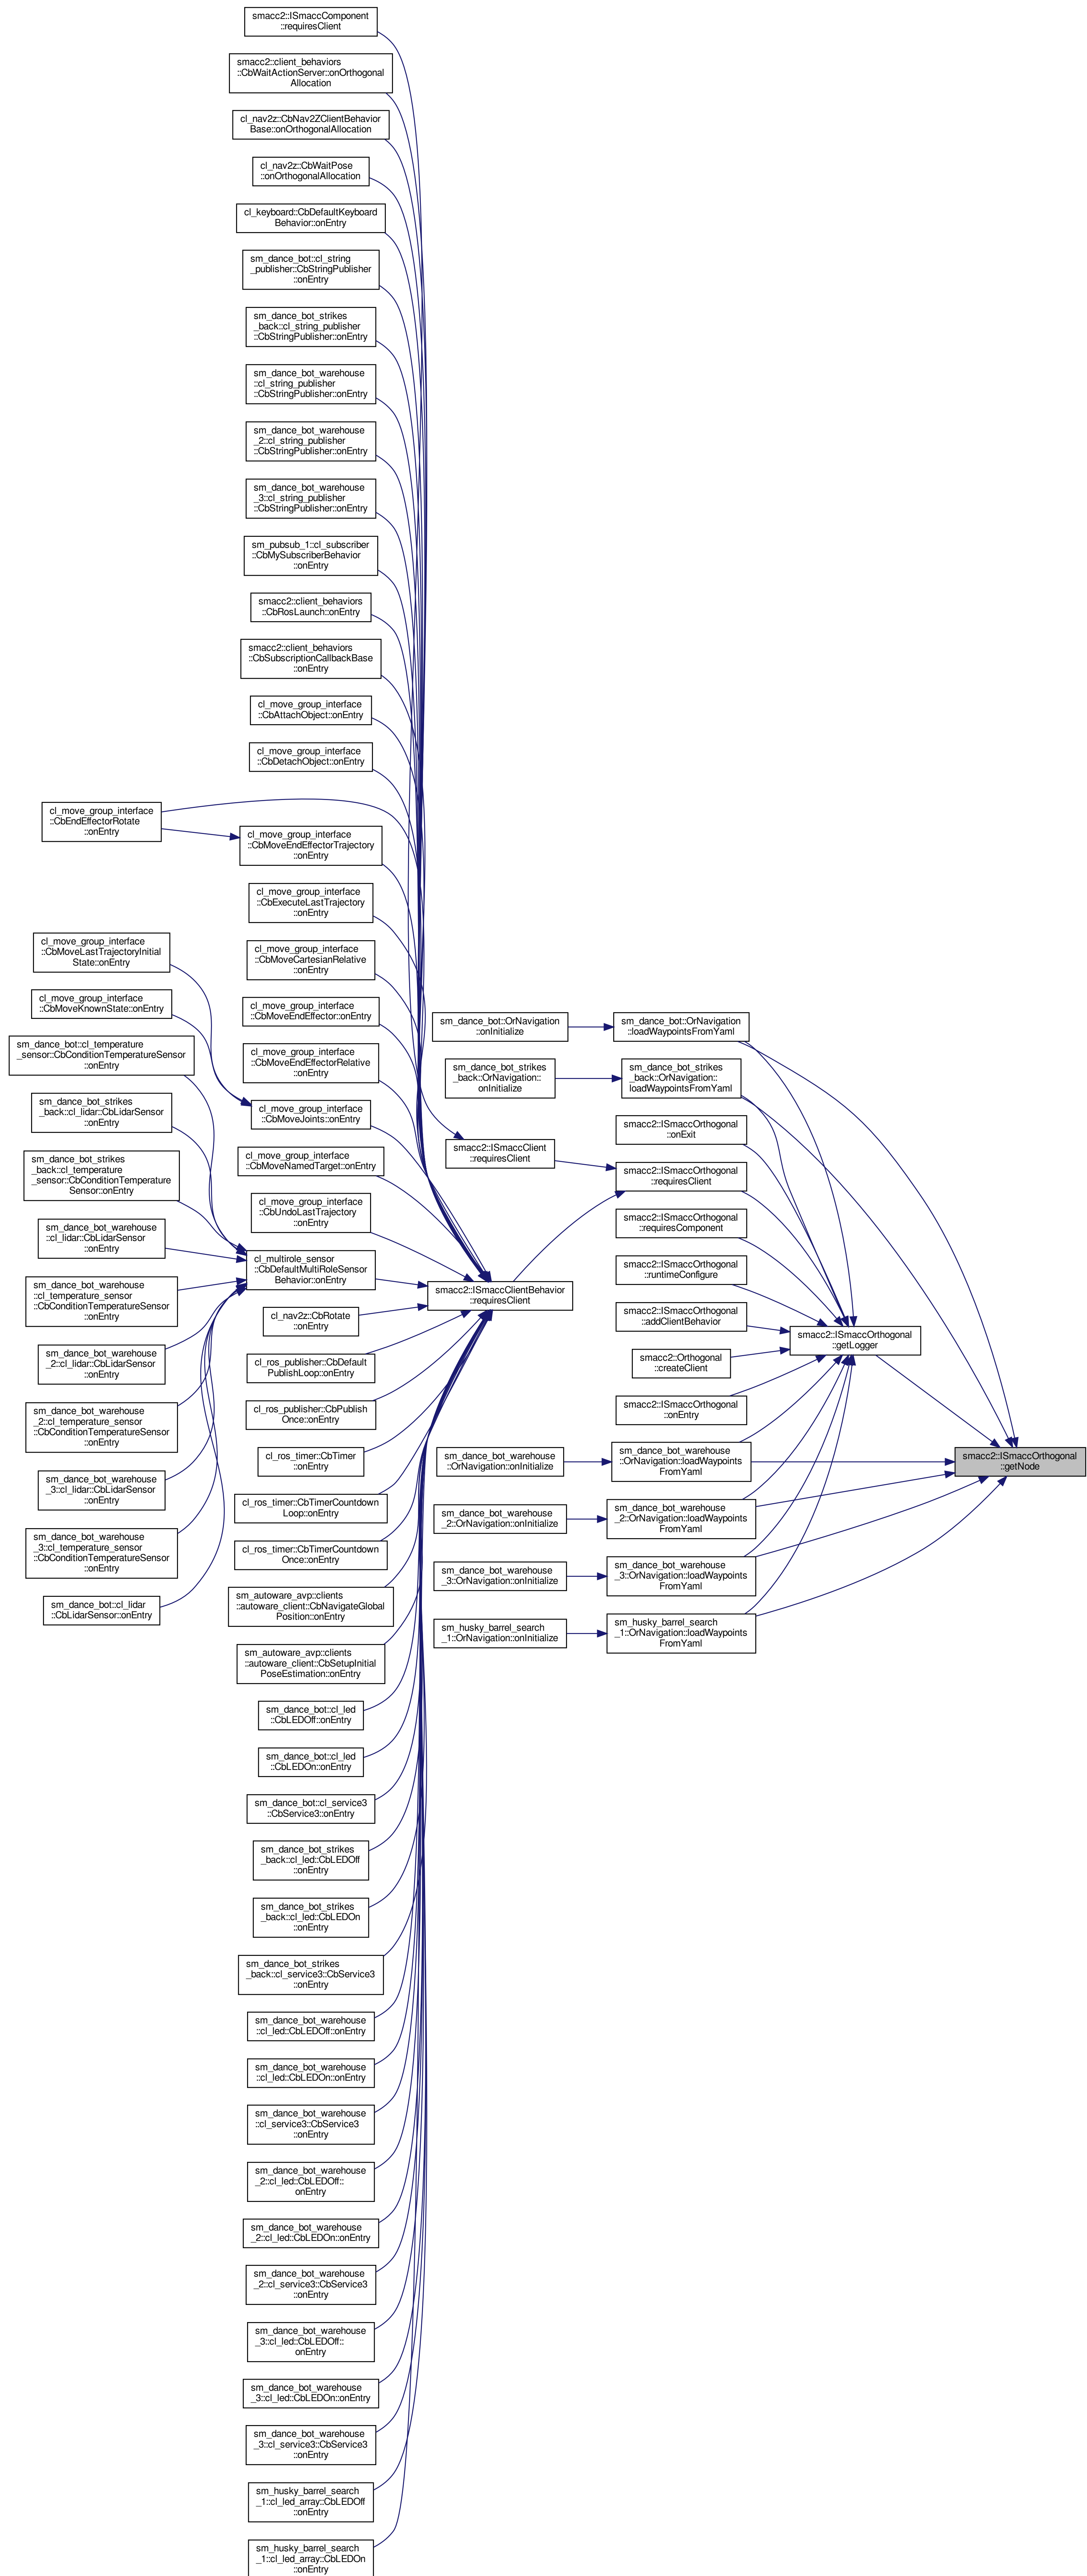 smacc2::ISmaccComponent
::requiresClient
smacc2::client_behaviors
::CbWaitActionServer::onOrthogonal
Allocation
cl_nav2z::CbNav2ZClientBehavior
Base::onOrthogonalAllocation
cl_nav2z::CbWaitPose
::onOrthogonalAllocation
cl_keyboard::CbDefaultKeyboard
Behavior::onEntry
sm_dance_bot::cl_string
_publisher::CbStringPublisher
::onEntry
sm_dance_bot_strikes
_back::cl_string_publisher
::CbStringPublisher::onEntry
sm_dance_bot_warehouse
::cl_string_publisher
::CbStringPublisher::onEntry
sm_dance_bot_warehouse
_2::cl_string_publisher
::CbStringPublisher::onEntry
sm_dance_bot_warehouse
_3::cl_string_publisher
::CbStringPublisher::onEntry
sm_pubsub_1::cl_subscriber
::CbMySubscriberBehavior
::onEntry
smacc2::client_behaviors
::CbRosLaunch::onEntry
smacc2::client_behaviors
::CbSubscriptionCallbackBase
::onEntry
cl_move_group_interface
::CbAttachObject::onEntry
cl_move_group_interface
::CbDetachObject::onEntry
cl_move_group_interface
::CbEndEffectorRotate
::onEntry
cl_move_group_interface
::CbMoveEndEffectorTrajectory
::onEntry
cl_move_group_interface
::CbExecuteLastTrajectory
::onEntry
cl_move_group_interface
::CbMoveLastTrajectoryInitial
State::onEntry
cl_move_group_interface
::CbMoveCartesianRelative
::onEntry
cl_move_group_interface
::CbMoveKnownState::onEntry
cl_move_group_interface
::CbMoveEndEffector::onEntry
sm_dance_bot::cl_temperature
_sensor::CbConditionTemperatureSensor
::onEntry
cl_move_group_interface
::CbMoveEndEffectorRelative
::onEntry
sm_dance_bot_strikes
_back::cl_lidar::CbLidarSensor
::onEntry
cl_move_group_interface
::CbMoveJoints::onEntry
sm_dance_bot_strikes
_back::cl_temperature
_sensor::CbConditionTemperature
Sensor::onEntry
cl_move_group_interface
::CbMoveNamedTarget::onEntry
cl_move_group_interface
::CbUndoLastTrajectory
::onEntry
sm_dance_bot_warehouse
::cl_lidar::CbLidarSensor
::onEntry
cl_multirole_sensor
::CbDefaultMultiRoleSensor
Behavior::onEntry
sm_dance_bot_warehouse
::cl_temperature_sensor
::CbConditionTemperatureSensor
::onEntry
cl_nav2z::CbRotate
::onEntry
sm_dance_bot_warehouse
_2::cl_lidar::CbLidarSensor
::onEntry
cl_ros_publisher::CbDefault
PublishLoop::onEntry
sm_dance_bot_warehouse
_2::cl_temperature_sensor
::CbConditionTemperatureSensor
::onEntry
cl_ros_publisher::CbPublish
Once::onEntry
cl_ros_timer::CbTimer
::onEntry
sm_dance_bot_warehouse
_3::cl_lidar::CbLidarSensor
::onEntry
cl_ros_timer::CbTimerCountdown
Loop::onEntry
sm_dance_bot_warehouse
_3::cl_temperature_sensor
::CbConditionTemperatureSensor
::onEntry
cl_ros_timer::CbTimerCountdown
Once::onEntry
sm_dance_bot::cl_lidar
::CbLidarSensor::onEntry
sm_autoware_avp::clients
::autoware_client::CbNavigateGlobal
Position::onEntry
sm_autoware_avp::clients
::autoware_client::CbSetupInitial
PoseEstimation::onEntry
sm_dance_bot::cl_led
::CbLEDOff::onEntry
sm_dance_bot::cl_led
::CbLEDOn::onEntry
sm_dance_bot::cl_service3
::CbService3::onEntry
sm_dance_bot_strikes
_back::cl_led::CbLEDOff
::onEntry
sm_dance_bot_strikes
_back::cl_led::CbLEDOn
::onEntry
sm_dance_bot_strikes
_back::cl_service3::CbService3
::onEntry
sm_dance_bot_warehouse
::cl_led::CbLEDOff::onEntry
sm_dance_bot_warehouse
::cl_led::CbLEDOn::onEntry
sm_dance_bot_warehouse
::cl_service3::CbService3
::onEntry
sm_dance_bot_warehouse
_2::cl_led::CbLEDOff::
onEntry
sm_dance_bot_warehouse
_2::cl_led::CbLEDOn::onEntry
sm_dance_bot_warehouse
_2::cl_service3::CbService3
::onEntry
sm_dance_bot_warehouse
_3::cl_led::CbLEDOff::
onEntry
sm_dance_bot_warehouse
_3::cl_led::CbLEDOn::onEntry
sm_dance_bot_warehouse
_3::cl_service3::CbService3
::onEntry
sm_husky_barrel_search
_1::cl_led_array::CbLEDOff
::onEntry
sm_husky_barrel_search
_1::cl_led_array::CbLEDOn
::onEntry
smacc2::ISmaccClientBehavior
::requiresClient
sm_dance_bot::OrNavigation
::onInitialize
sm_dance_bot_strikes
_back::OrNavigation::
onInitialize
smacc2::ISmaccClient
::requiresClient
sm_dance_bot_warehouse
::OrNavigation::onInitialize
sm_dance_bot_warehouse
_2::OrNavigation::onInitialize
sm_dance_bot_warehouse
_3::OrNavigation::onInitialize
sm_husky_barrel_search
_1::OrNavigation::onInitialize
sm_dance_bot::OrNavigation
::loadWaypointsFromYaml
sm_dance_bot_strikes
_back::OrNavigation::
loadWaypointsFromYaml
smacc2::ISmaccOrthogonal
::onExit
smacc2::ISmaccOrthogonal
::requiresClient
smacc2::ISmaccOrthogonal
::requiresComponent
smacc2::ISmaccOrthogonal
::runtimeConfigure
smacc2::ISmaccOrthogonal
::addClientBehavior
smacc2::Orthogonal
::createClient
smacc2::ISmaccOrthogonal
::onEntry
sm_dance_bot_warehouse
::OrNavigation::loadWaypoints
FromYaml
sm_dance_bot_warehouse
_2::OrNavigation::loadWaypoints
FromYaml
sm_dance_bot_warehouse
_3::OrNavigation::loadWaypoints
FromYaml
sm_husky_barrel_search
_1::OrNavigation::loadWaypoints
FromYaml
smacc2::ISmaccOrthogonal
::getLogger
smacc2::ISmaccOrthogonal
::getNode